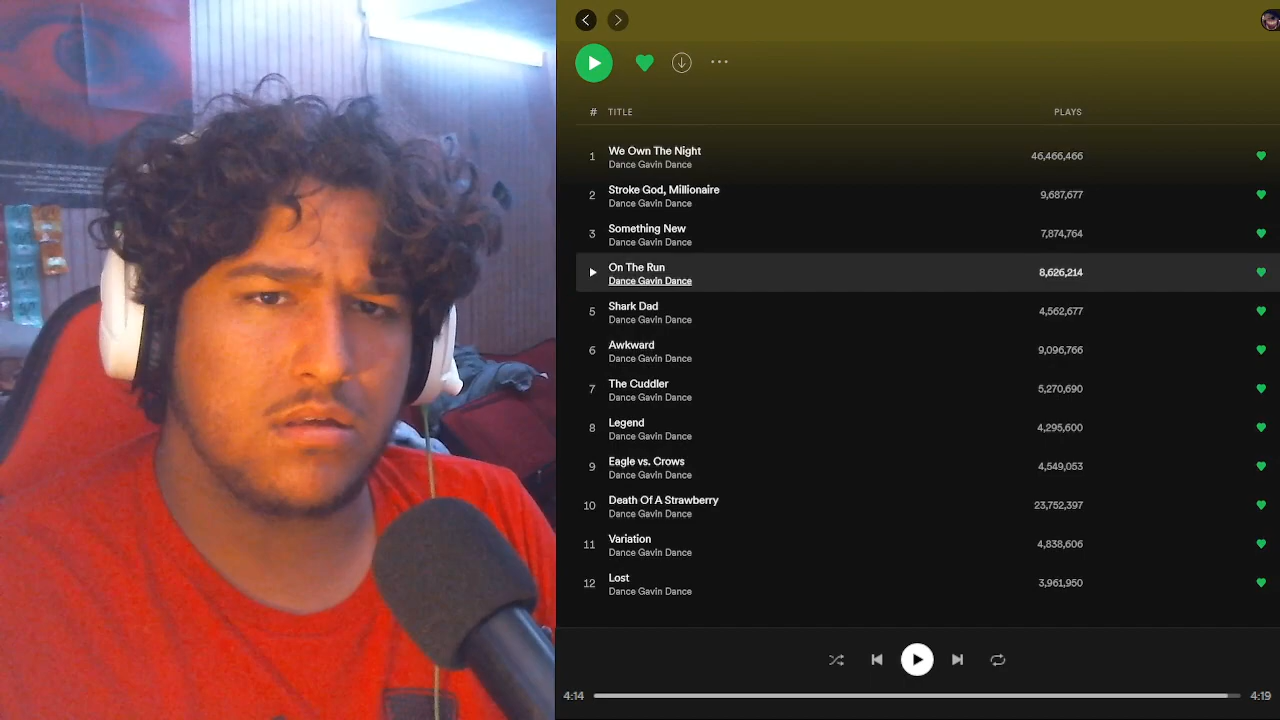 # TITLE PLAYS
1 We Own The Night 46,466,466
Dance Gavin Dance
2 Stroke God, Millionaire 9,687,677
Dance Gavin Dance
3 Something New 7,874,764
Dance Gavin Dance
On The Run 8,626,214
Dance Gavin Dance
5 Shark Dad 4,562,677
Dance Gavin Dance
6 Awkward 9,096,766
Dance Gavin Dance
7 The Cuddler 5,270,690
Dance Gavin Dance
8 Legend 4,295,600
Dance Gavin Dance
9 Eagle vs. Crows 4,549,053
Dance Gavin Dance
10 Death Of A Strawberry 23,752,397
Dance Gavin Dance
11 Variation 4,838,606
Dance Gavin Dance
12 Lost 3,961,950
Dance Gavin Dance
4:14 4:19